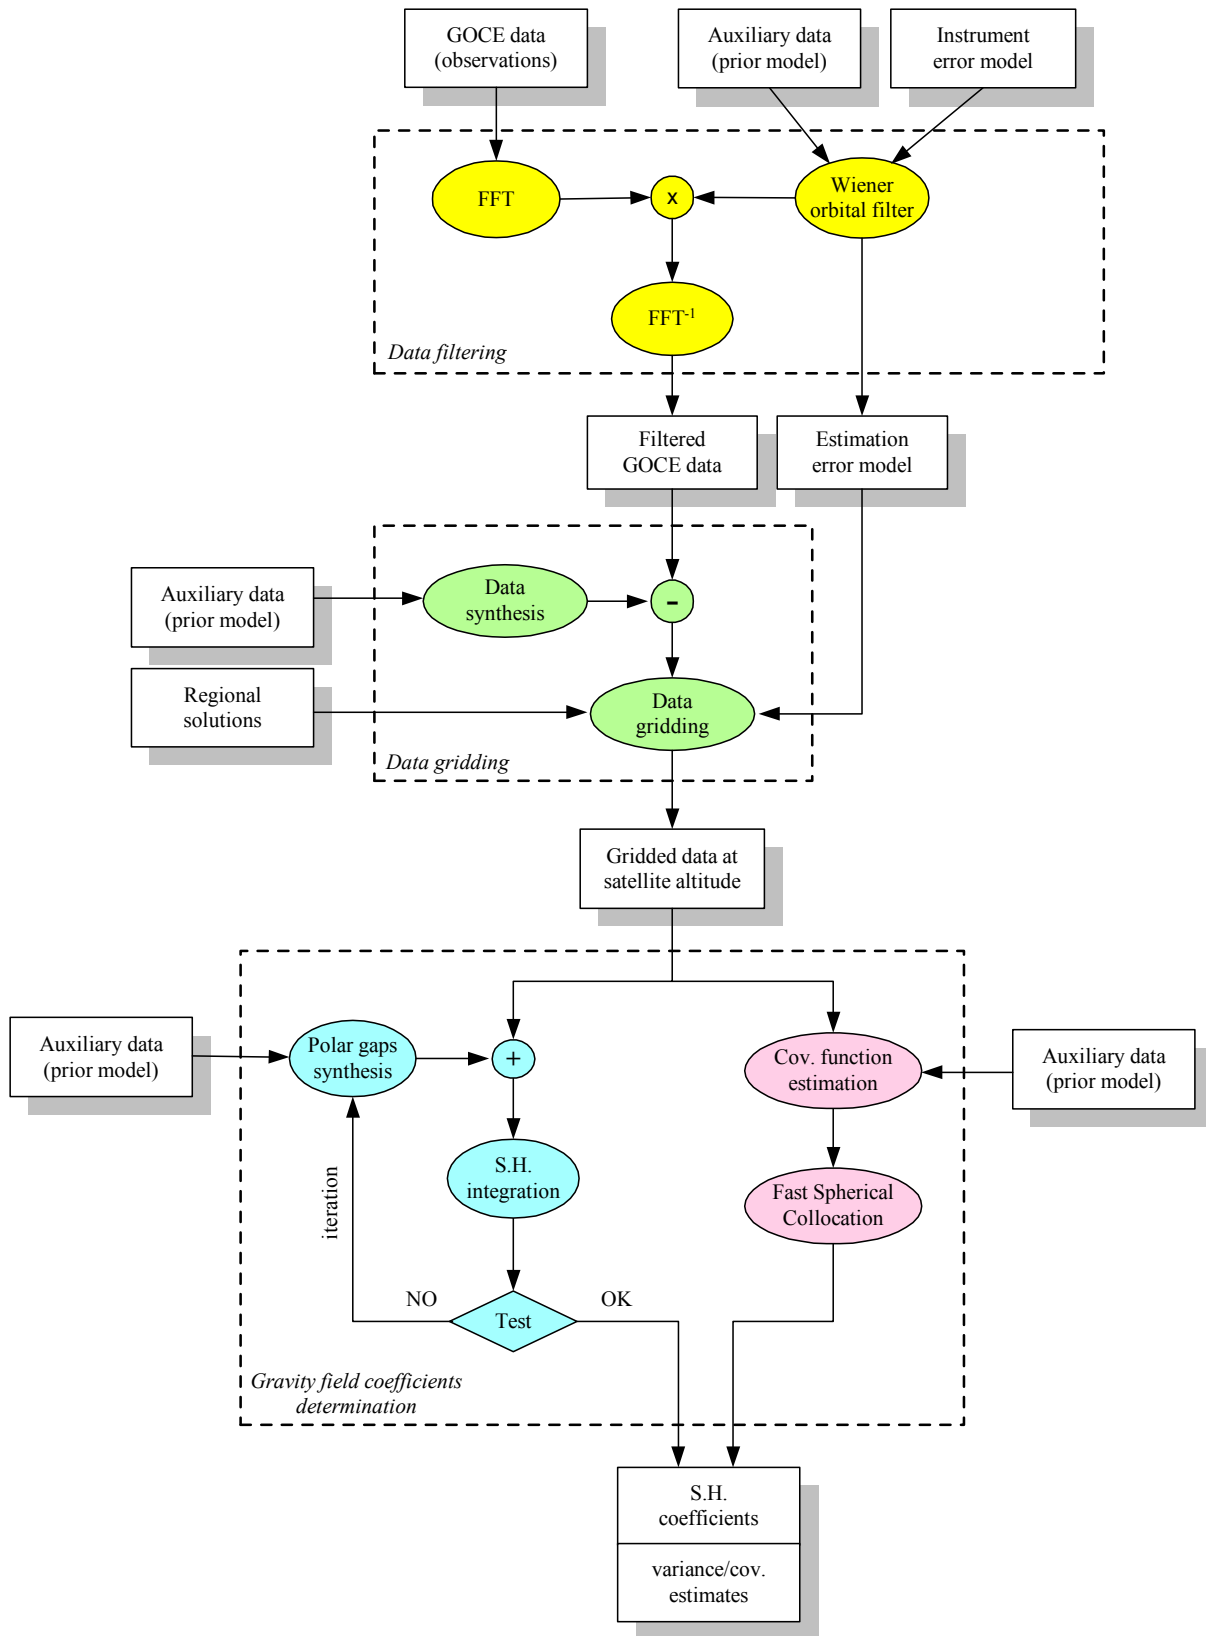 GOCE data
(observations)
Auxiliary data
(prior model)
Instrument
error model
FFT
x
Wiener
orbital filter
FFT-1
Data filtering
Filtered
GOCE data
Estimation
error model
Auxiliary data
(prior model)
Data
synthesis
-
Regional
solutions
Data
gridding
Data gridding
Gridded data at
satellite altitude
Auxiliary data
(prior model)
Polar gaps
synthesis
+
Cov. function
estimation
Auxiliary data
(prior model)
S.H.
integration
iteration
Fast Spherical
Collocation
NO
OK
Test
Gravity field coefficients
determination
S.H.
coefficients
variance/cov.
estimates